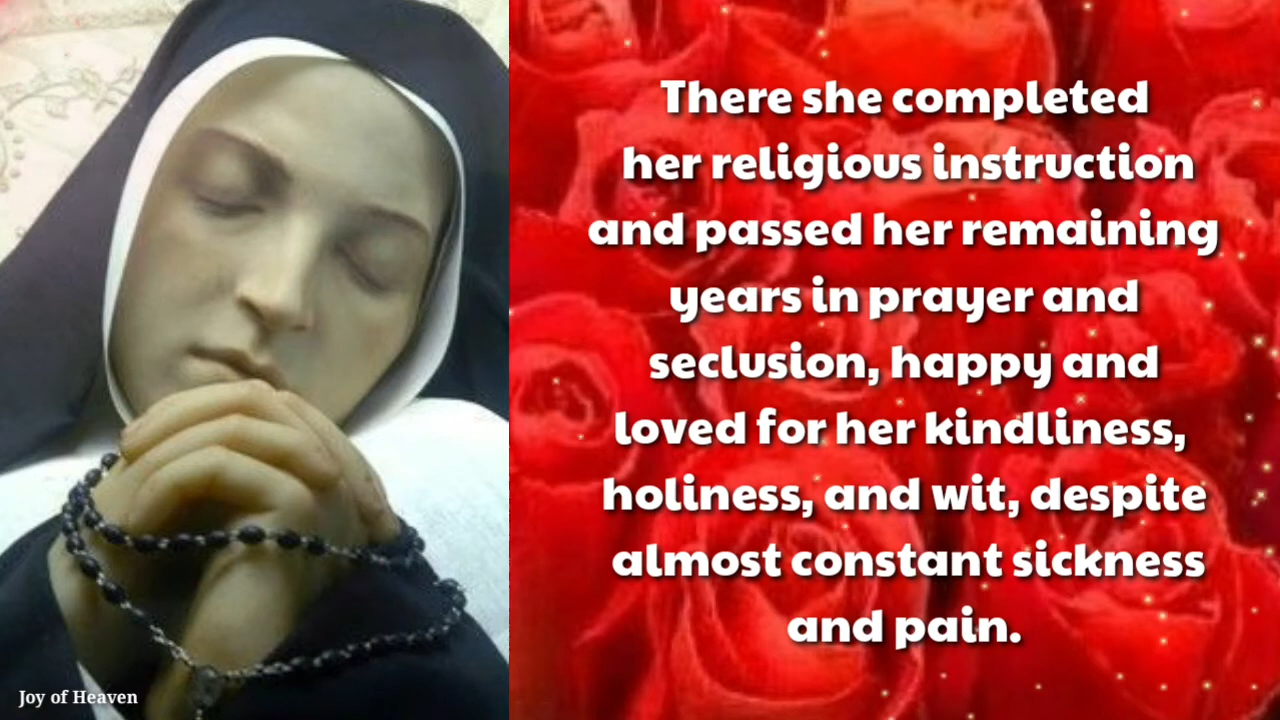 There she completed
her religious instruction
and passed her remaining
years in prayer and
seclusion, happy and
loved for her kindliness,
holiness, and wit, despite
almost constant sickness
and pain.
Joy of Heaven